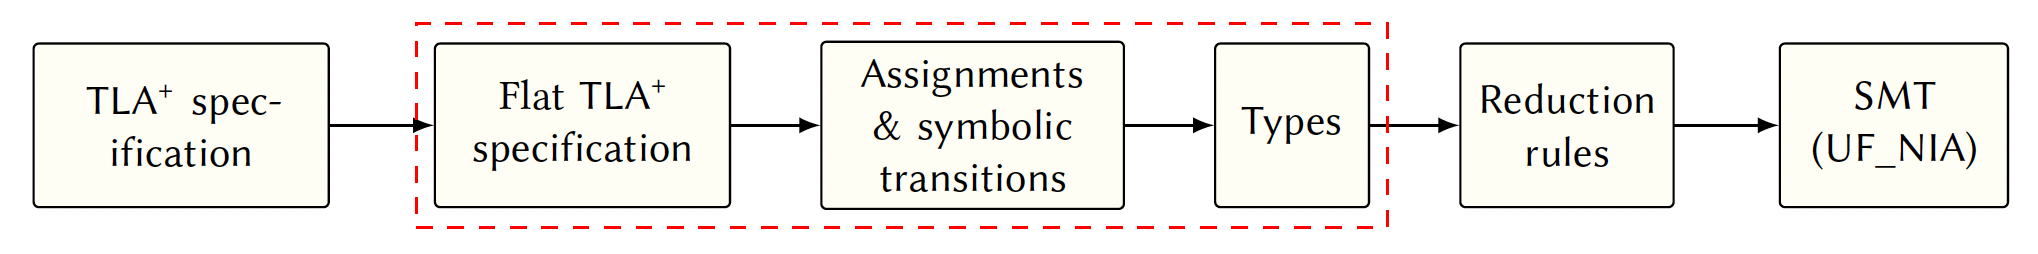 TLA⁺ spec-
ification
Flat TLA⁺
specification
Assignments
& symbolic
transitions
Types
Reduction
rules
SMT
(UF_NIA)